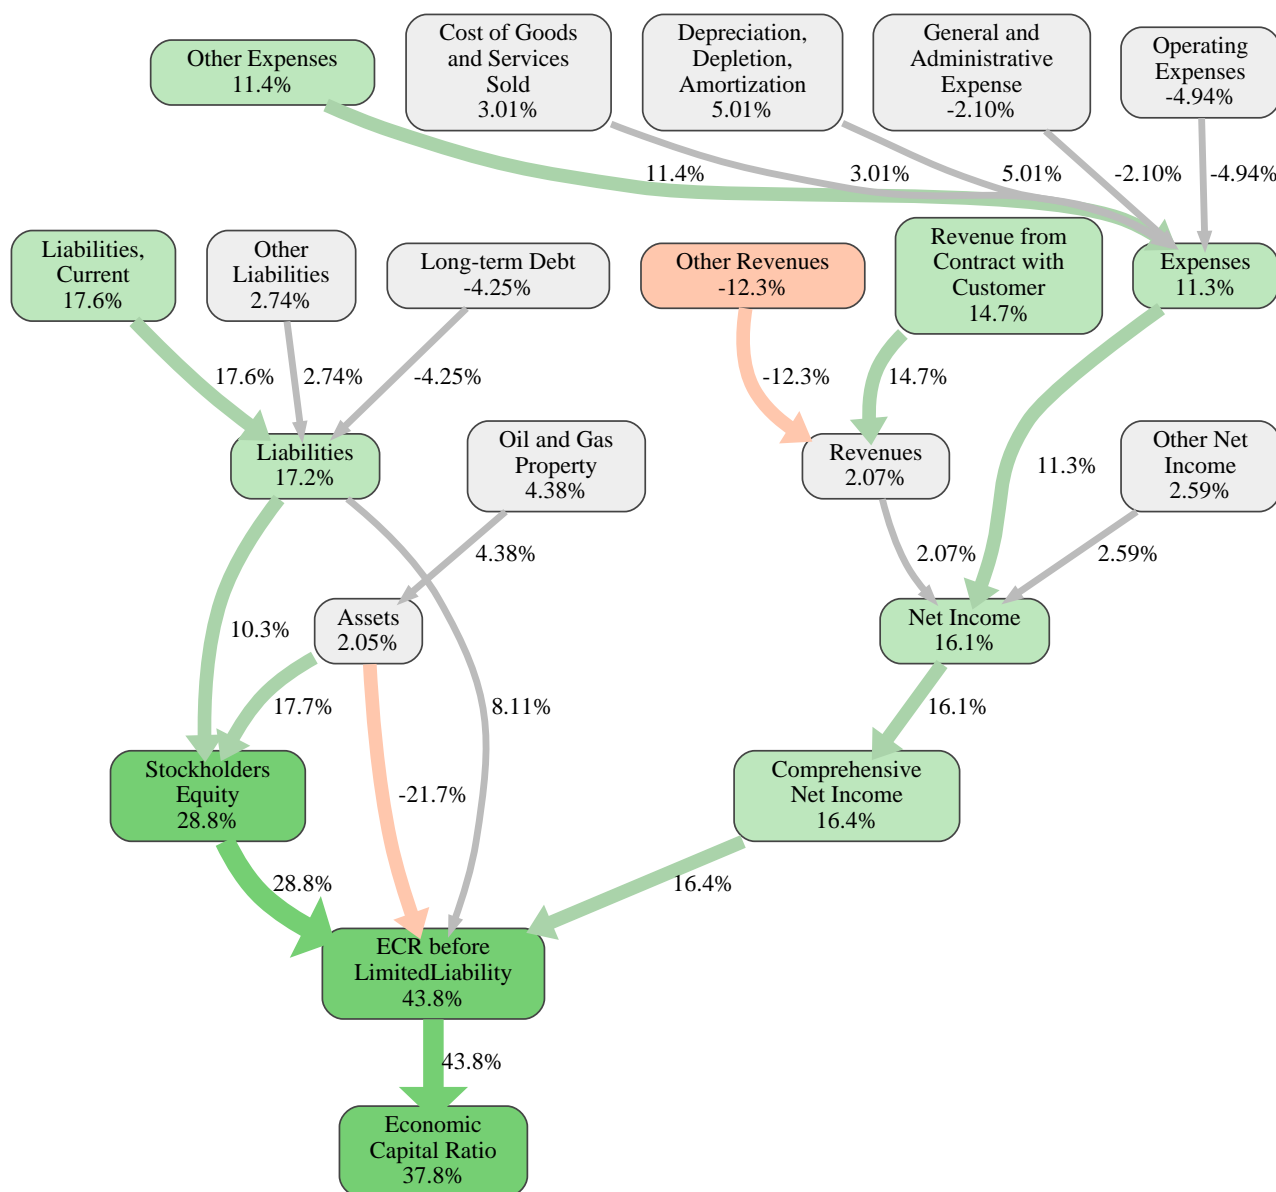 Other Expenses
11.4%
Cost of Goods
and Services
Sold
3.01%
Depreciation,
Depletion,
Amortization
5.01%
General and
Administrative
Expense
-2.10%
Operating
Expenses
-4.94%
11.4%
3.01%
5.01%
-2.10%
-4.94%
Liabilities,
Current
17.6%
Other
Liabilities
2.74%
Long-term Debt
-4.25%
Other Revenues
-12.3%
Revenue from
Contract with
Customer
14.7%
Expenses
11.3%
17.6%
2.74%
-4.25%
-12.3%
14.7%
Liabilities
17.2%
Oil and Gas
Property
4.38%
Revenues
2.07%
11.3%
Other Net
Income
2.59%
4.38%
2.07%
2.59%
10.3%
Assets
2.05%
Net Income
16.1%
17.7%
8.11%
16.1%
Stockholders
Equity
28.8%
-21.7%
Comprehensive
Net Income
16.4%
28.8%
16.4%
ECR before
LimitedLiability
43.8%
43.8%
Economic
Capital Ratio
37.8%